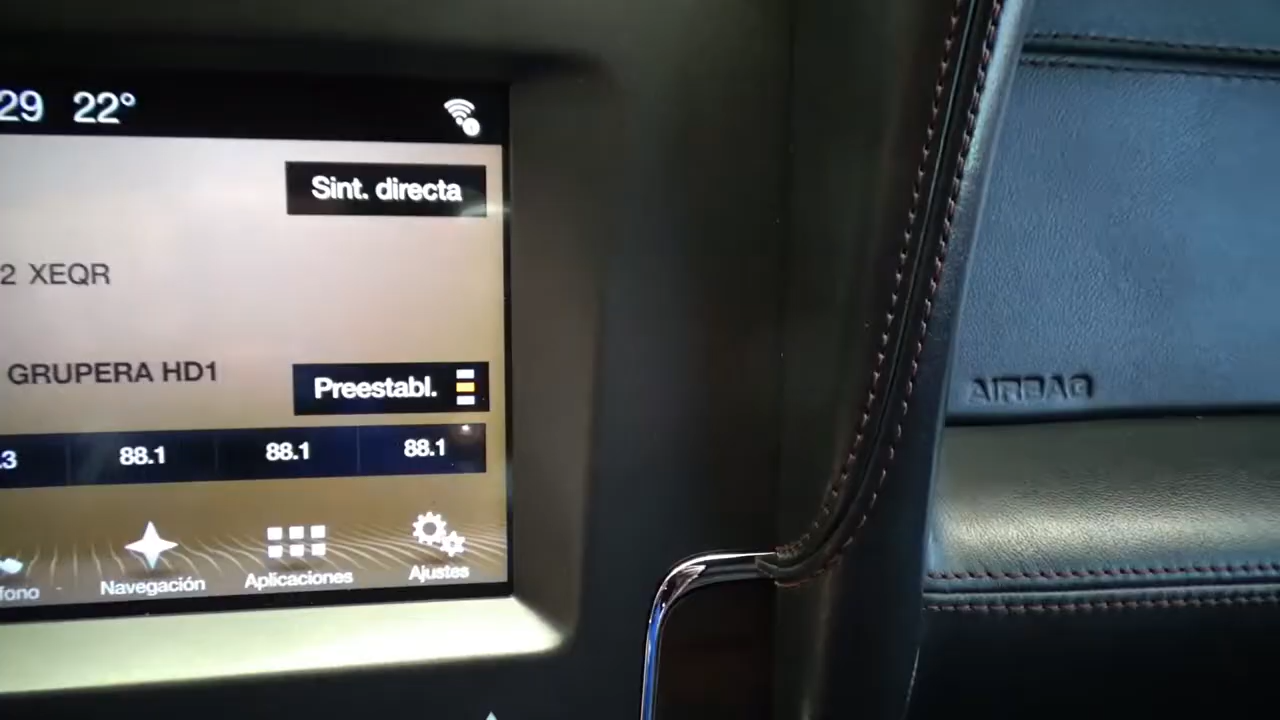 29 22°
Sint. directa
2 XEQR
GRUPERA HD1
Preestabl.
.3 88.1 88.1 88.1
fono Navegación Aplicaciones Ajustes
AIRBAG